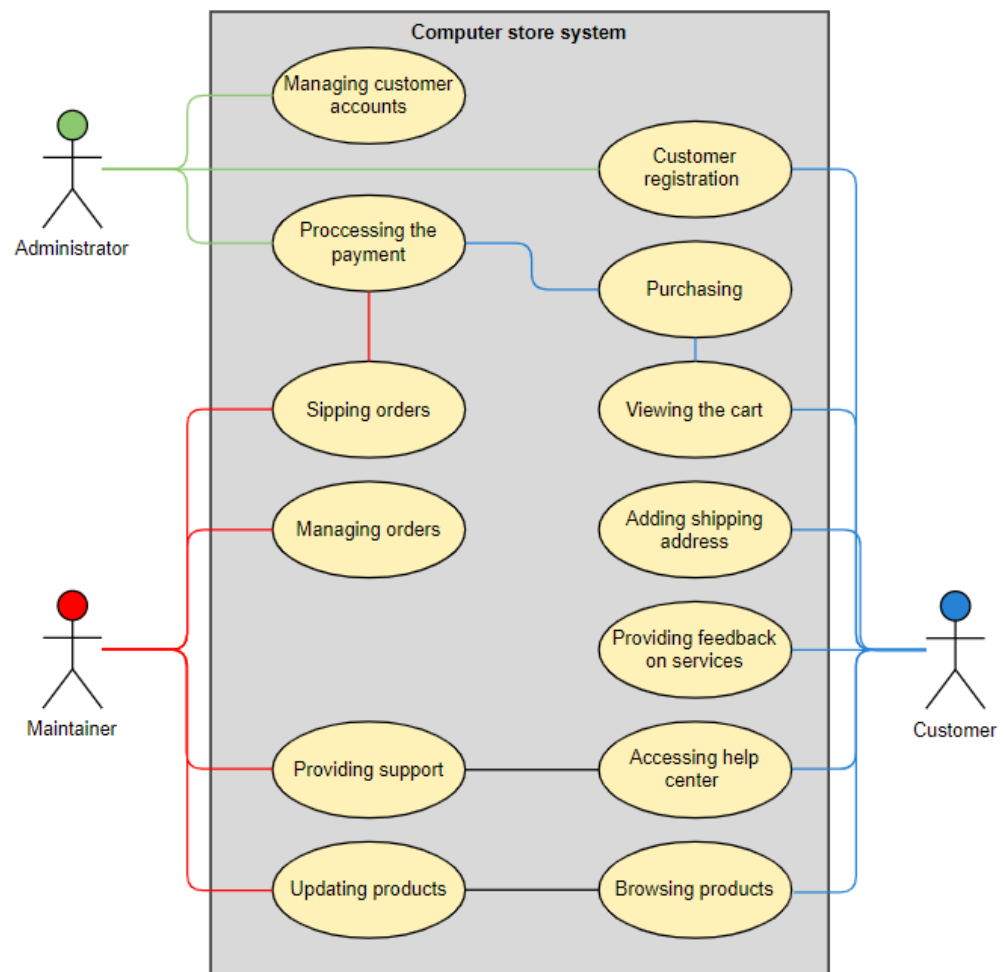 Computer store system
Managing customer
accounts
Customer
registration
Administrator
Proccessing the
payment
Purchasing
Sipping orders
Viewing the cart
Managing orders
Adding shipping
address
Providing feedback
on services
Maintainer
Customer
Providing support
Accessing help
center
Updating products
Browsing products